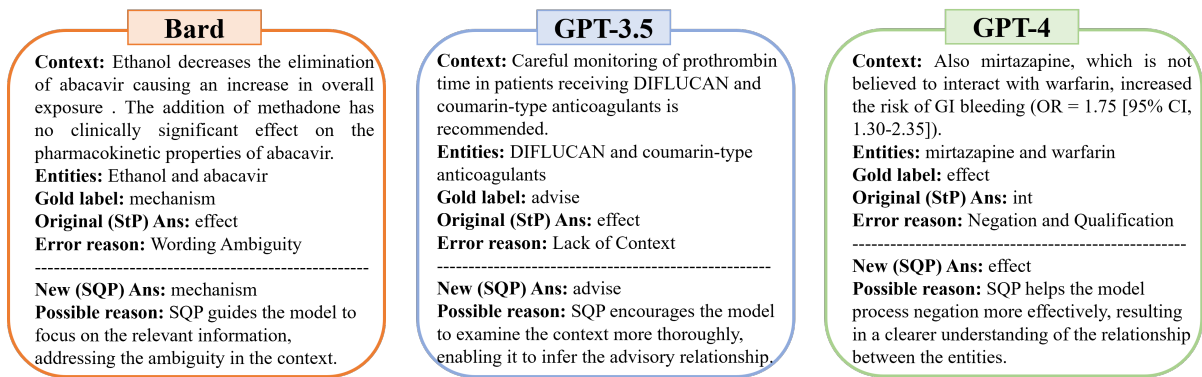 Bard
Context: Ethanol decreases the elimination
of abacavir causing an increase in overall
exposure . The addition of methadone has
no clinically significant effect on the
pharmacokinetic properties of abacavir.
Entities: Ethanol and abacavir
Gold label: mechanism
Original (StP) Ans: effect
Error reason: Wording Ambiguity
-----------------------------------------------------
New (SQP) Ans: mechanism
Possible reason: SQP guides the model to
focus on the relevant information,
addressing the ambiguity in the context.
GPT-3.5
Context: Careful monitoring of prothrombin
time in patients receiving DIFLUCAN and
coumarin-type anticoagulants is
recommended.
Entities: DIFLUCAN and coumarin-type
anticoagulants
Gold label: advise
Original (StP) Ans: effect
Error reason: Lack of Context
-----------------------------------------------------
New (SQP) Ans: advise
Possible reason: SQP encourages the model
to examine the context more thoroughly,
enabling it to infer the advisory relationship.
GPT-4
Context: Also mirtazapine, which is not
believed to interact with warfarin, increased
the risk of GI bleeding (OR = 1.75 [95% CI,
1.30-2.35]).
Entities: mirtazapine and warfarin
Gold label: effect
Original (StP) Ans: int
Error reason: Negation and Qualification
-----------------------------------------------------
New (SQP) Ans: effect
Possible reason: SQP helps the model
process negation more effectively, resulting
in a clearer understanding of the relationship
between the entities.